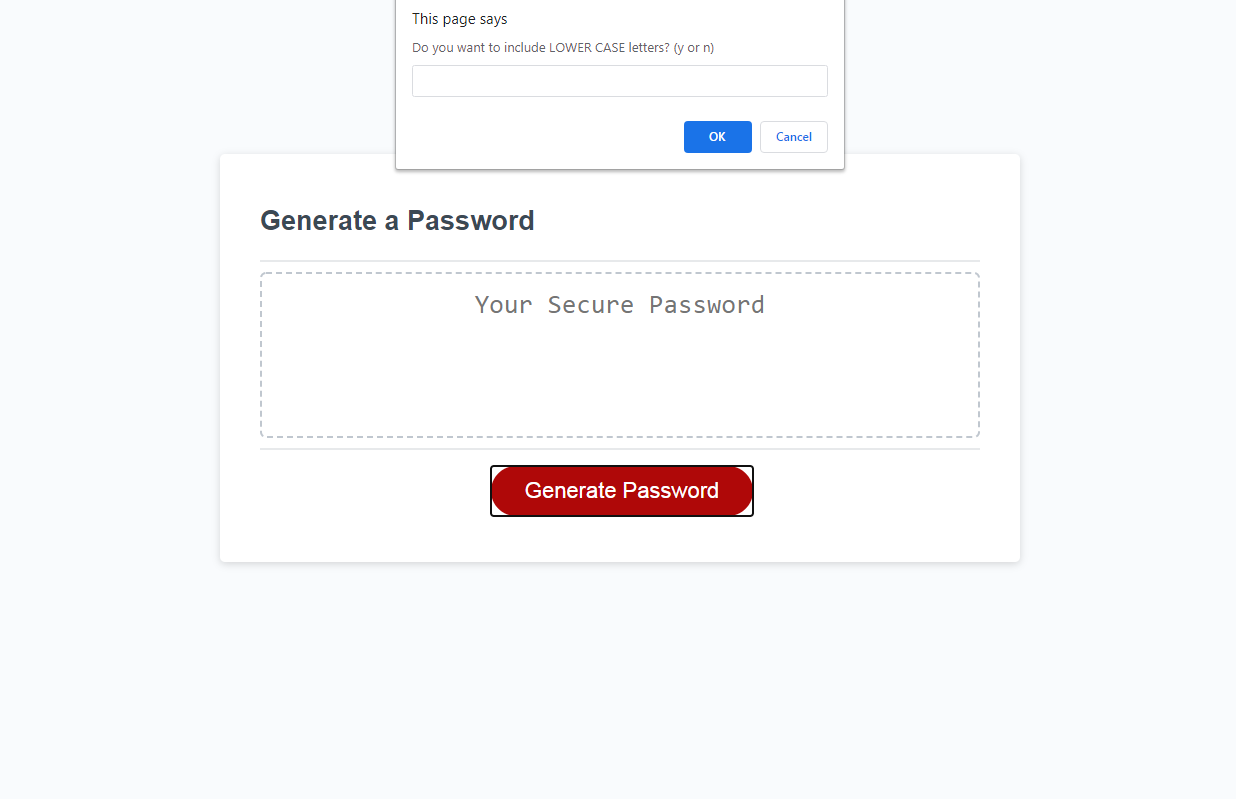 This page says
Do you want to include LOWER CASE letters? (y or n)
OK
Cancel
Generate a Password
Your Secure Password
Generate Password